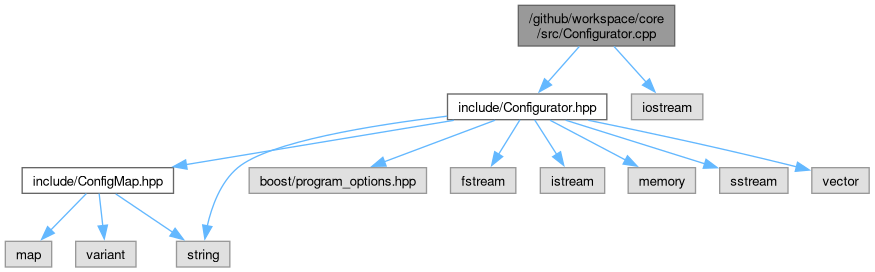 /github/workspace/core
/src/Configurator.cpp
include/Configurator.hpp
iostream
include/ConfigMap.hpp
boost/program_options.hpp
fstream
istream
memory
sstream
vector
map
variant
string